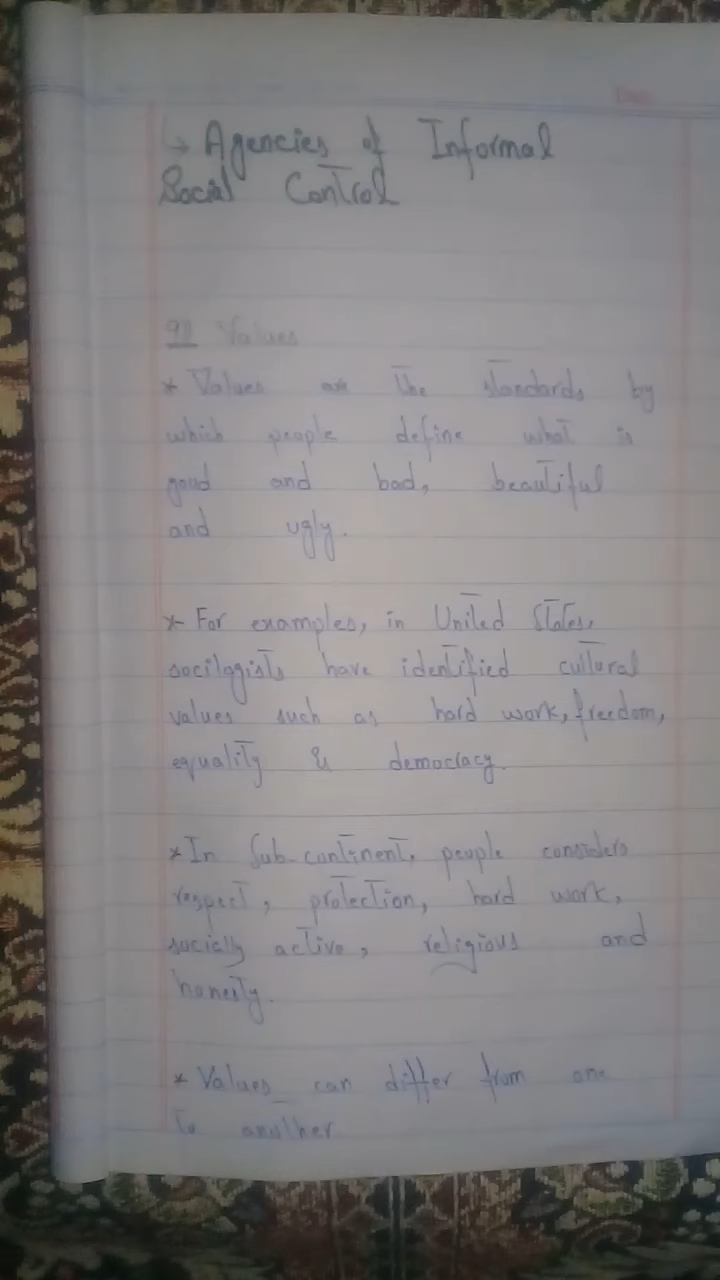 → Agencies of Informal
Social Control
Values
* Values are the standards by
which people define what is
good and bad, beautiful
and ugly.
* For examples, in United States,
socilogists have identified cultural
values such as hard work, freedom,
equality & democracy.
* In Sub-continent, people considers
respect, protection, hard work,
socially active, religious and
honesty.
* Values can differ from one
to another